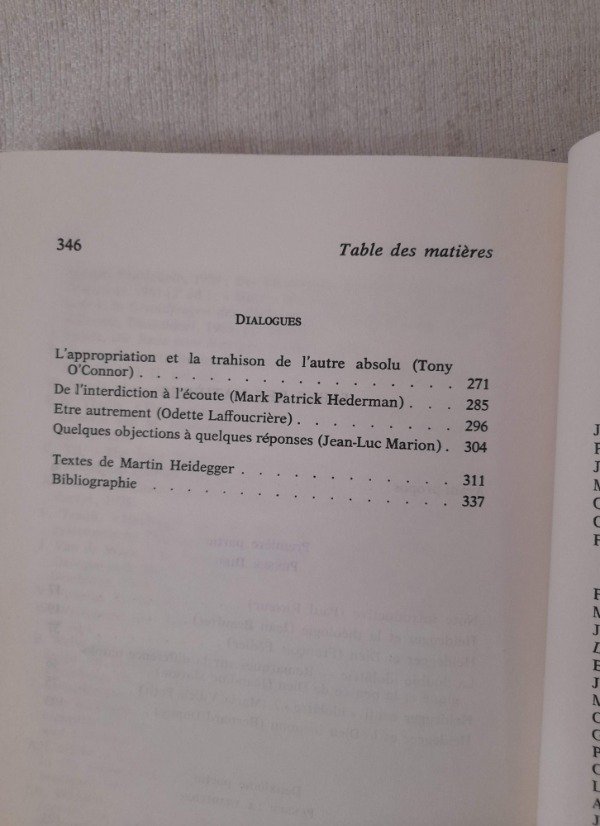 346
Table des matières
DIALOGUES
L'appropriation et la trahison de l'autre absolu (Tony
O'Connor) . . . . . . . . . . . . . . . . 271
De l'interdiction à l'écoute (Mark Patrick Hederman) . . . 285
Etre autrement (Odette Laffoucrière) . . . . . . . . . 296
Quelques objections à quelques réponses (Jean-Luc Marion) . 304
Textes de Martin Heidegger . . . . . . . . . . . 311
Bibliographie . . . . . . . . . . . . . . . . 337